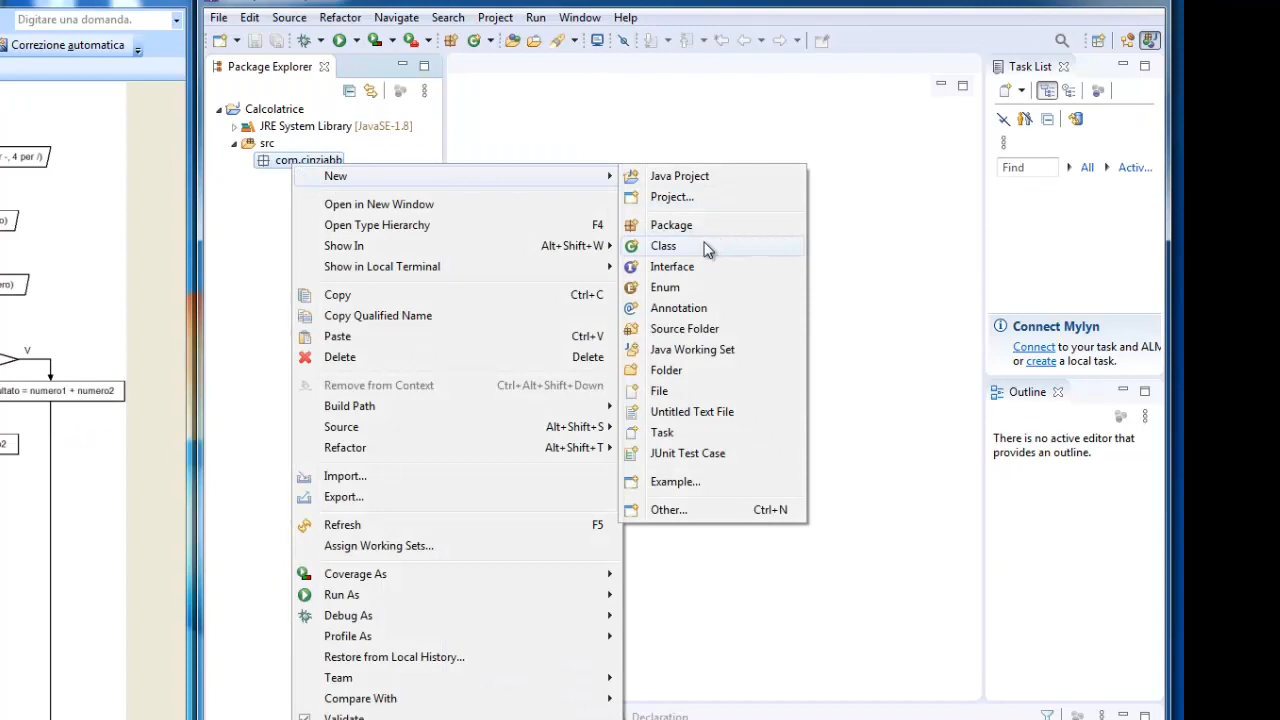 Digitare una domanda.
Correzione automatica
r -, 4 per /)
o)
ero)
V
ultato = numero1 + numero2
o2
File Edit Source Refactor Navigate Search Project Run Window Help
Package Explorer
Calcolatrice
JRE System Library [JavaSE-1.8]
src
com.cinziabb
New
Open in New Window
Open Type Hierarchy F4
Show In Alt+Shift+W
Show in Local Terminal
Copy Ctrl+C
Copy Qualified Name
Paste Ctrl+V
Delete Delete
Remove from Context Ctrl+Alt+Shift+Down
Build Path
Source Alt+Shift+S
Refactor Alt+Shift+T
Import...
Export...
Refresh F5
Assign Working Sets...
Coverage As
Run As
Debug As
Profile As
Restore from Local History...
Team
Compare With
Validate
Java Project
Project...
Package
Class
Interface
Enum
Annotation
Source Folder
Java Working Set
Folder
File
Untitled Text File
Task
JUnit Test Case
Example...
Other... Ctrl+N
Task List
Find All Activ...
Connect Mylyn
Connect to your task and ALM
or create a local task.
Outline
There is no active editor that
provides an outline.
Declaration